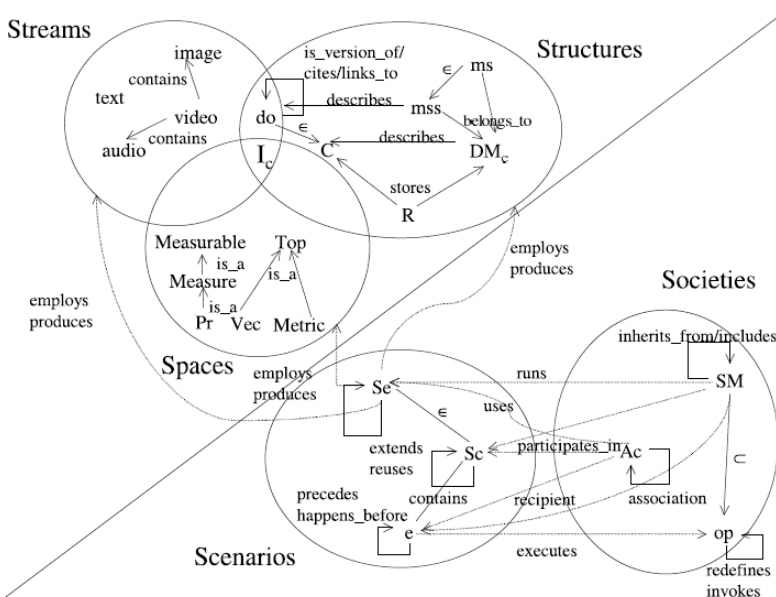 Streams
image
contains
text
video
contains
audio
is_version_of/
cites/links_to
Structures
∈
ms
describes
mss
do
belongs_to
∈
describes
C
DM_c
I_c
stores
R
Measurable
Top
is_a
is_a
Measure
is_a
Pr
Vec
Metric
employs
produces
employs
produces
Spaces
Societies
inherits_from/includes
employs
produces
Se
runs
SM
uses
∈
extends
reuses
Sc
participates_in
Ac
⊂
contains
recipient
association
precedes
happens_before
e
executes
op
Scenarios
redefines
invokes